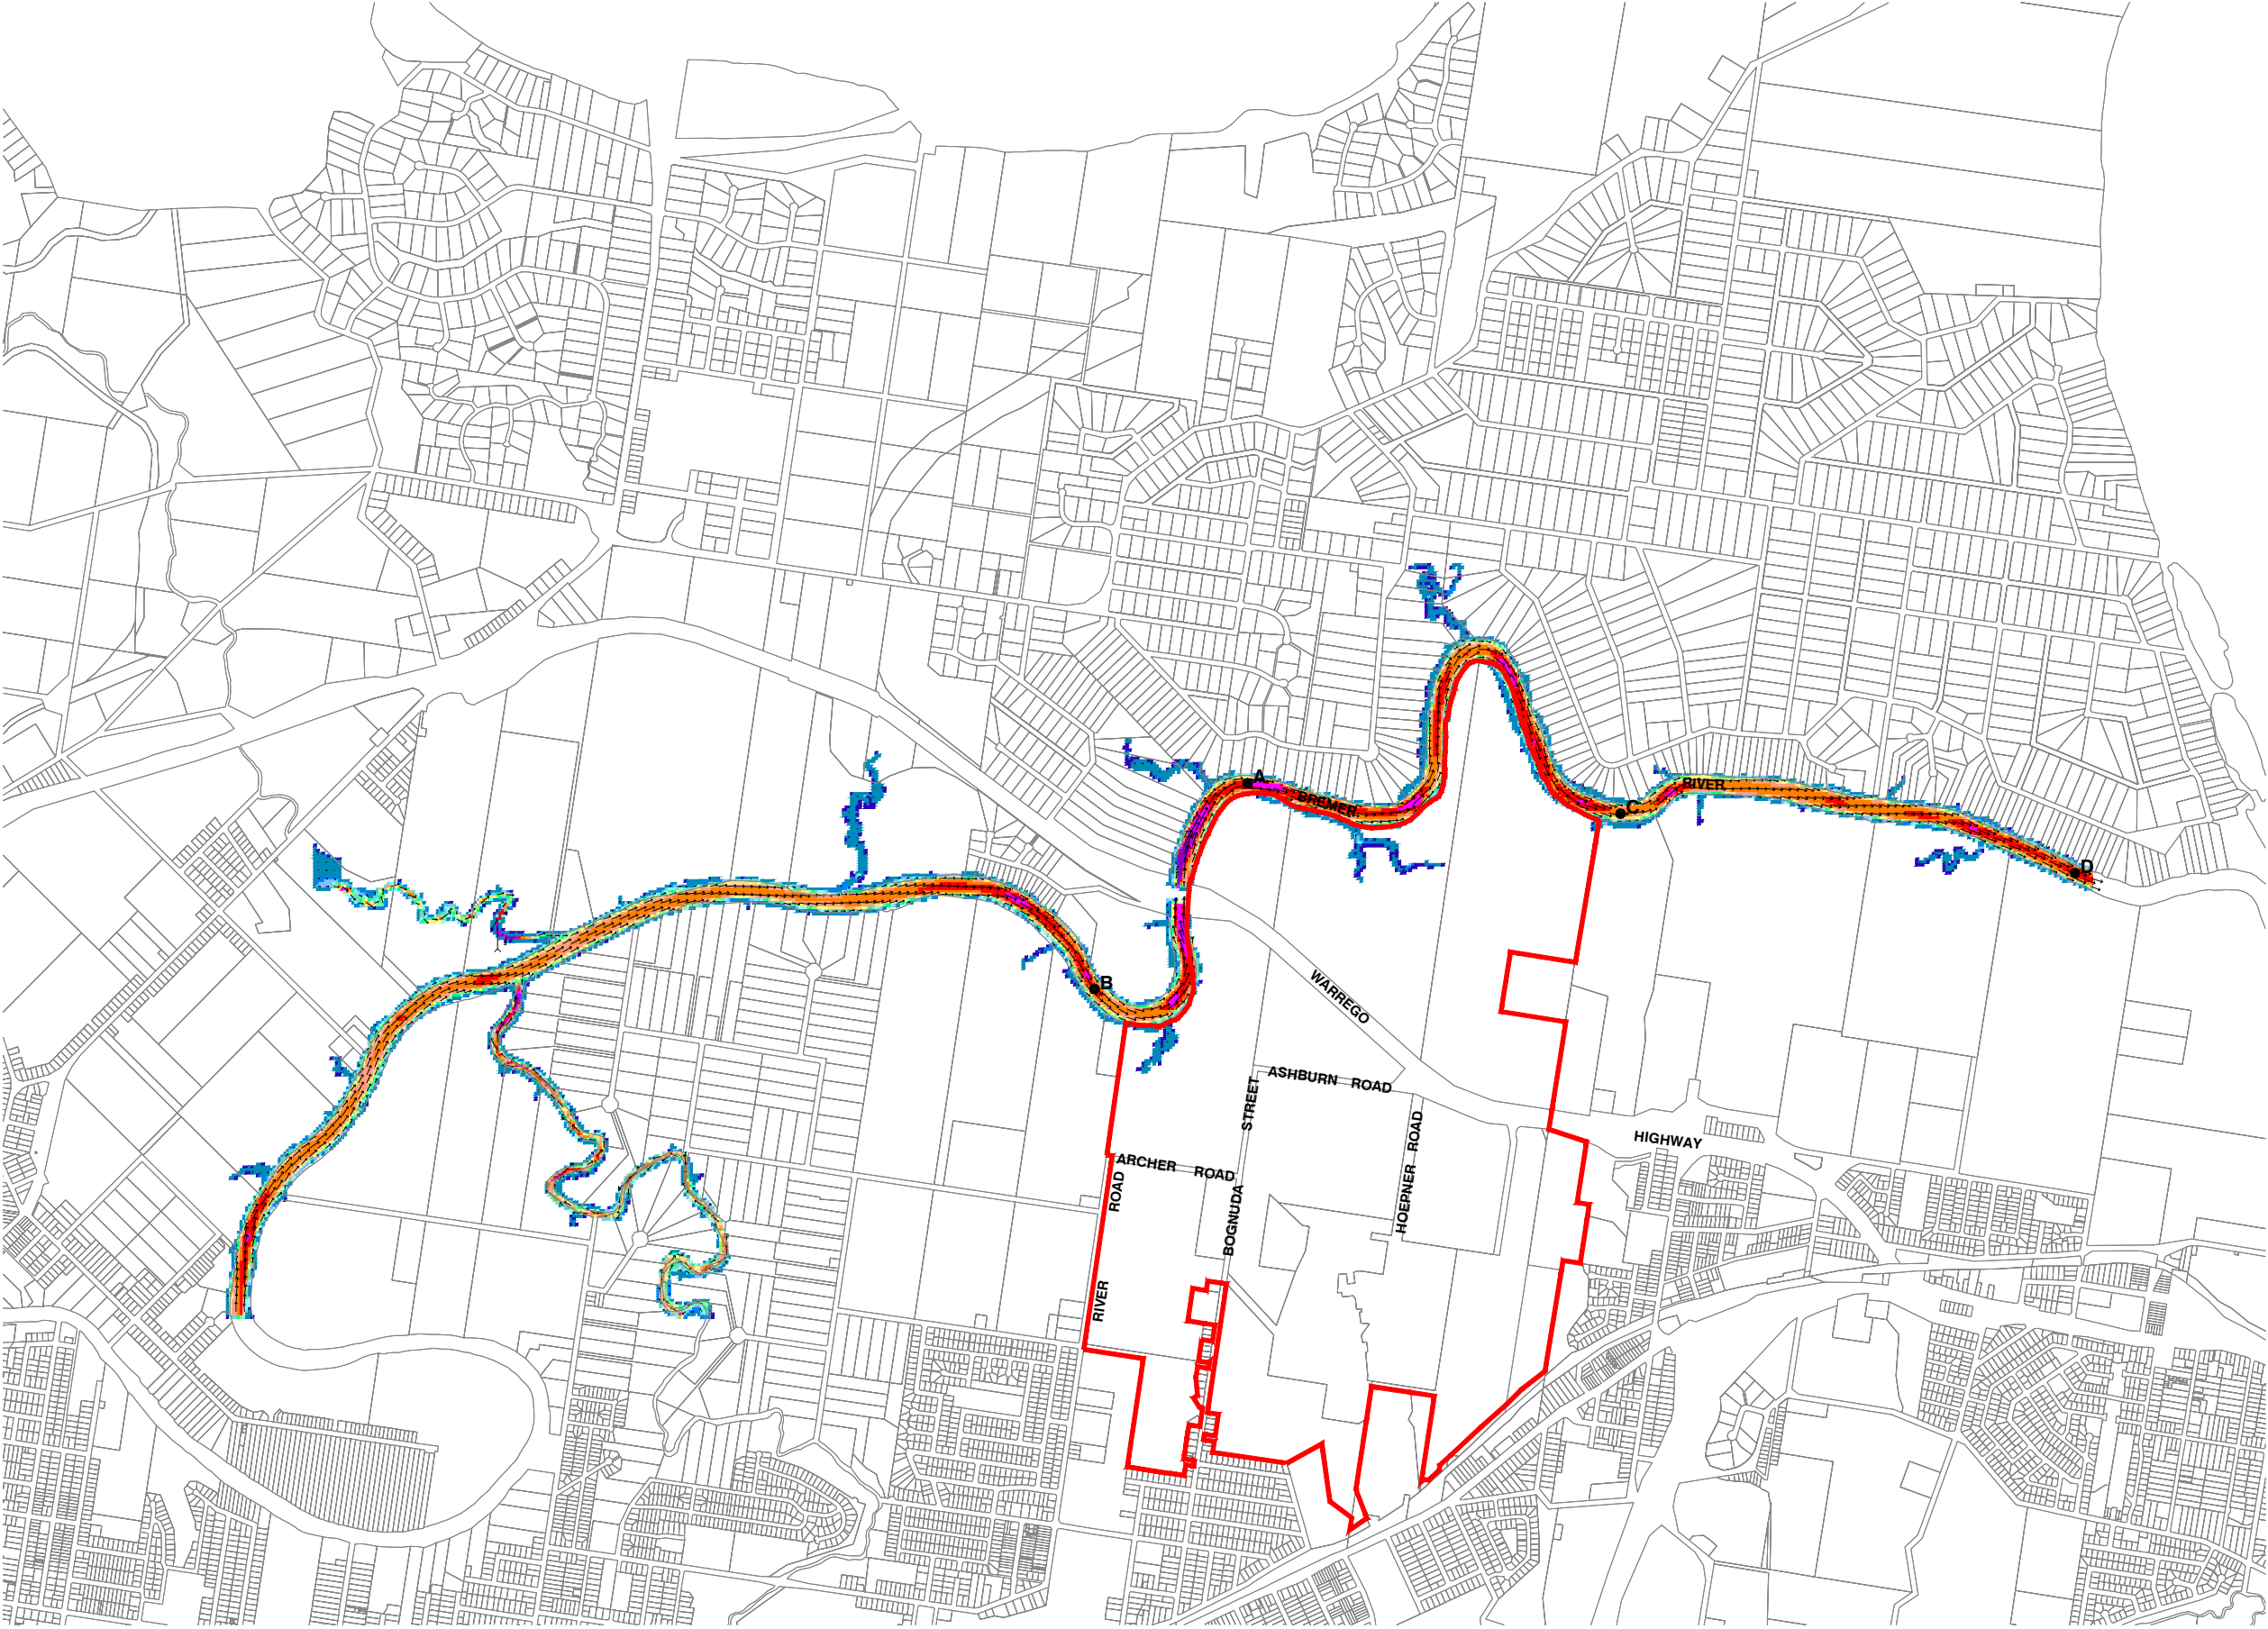 A
BREMER
RIVER
C
D
B
WARREGO
ASHBURN ROAD
STREET
HIGHWAY
ARCHER ROAD
HOEPNER ROAD
ROAD
BOGNUDA
RIVER